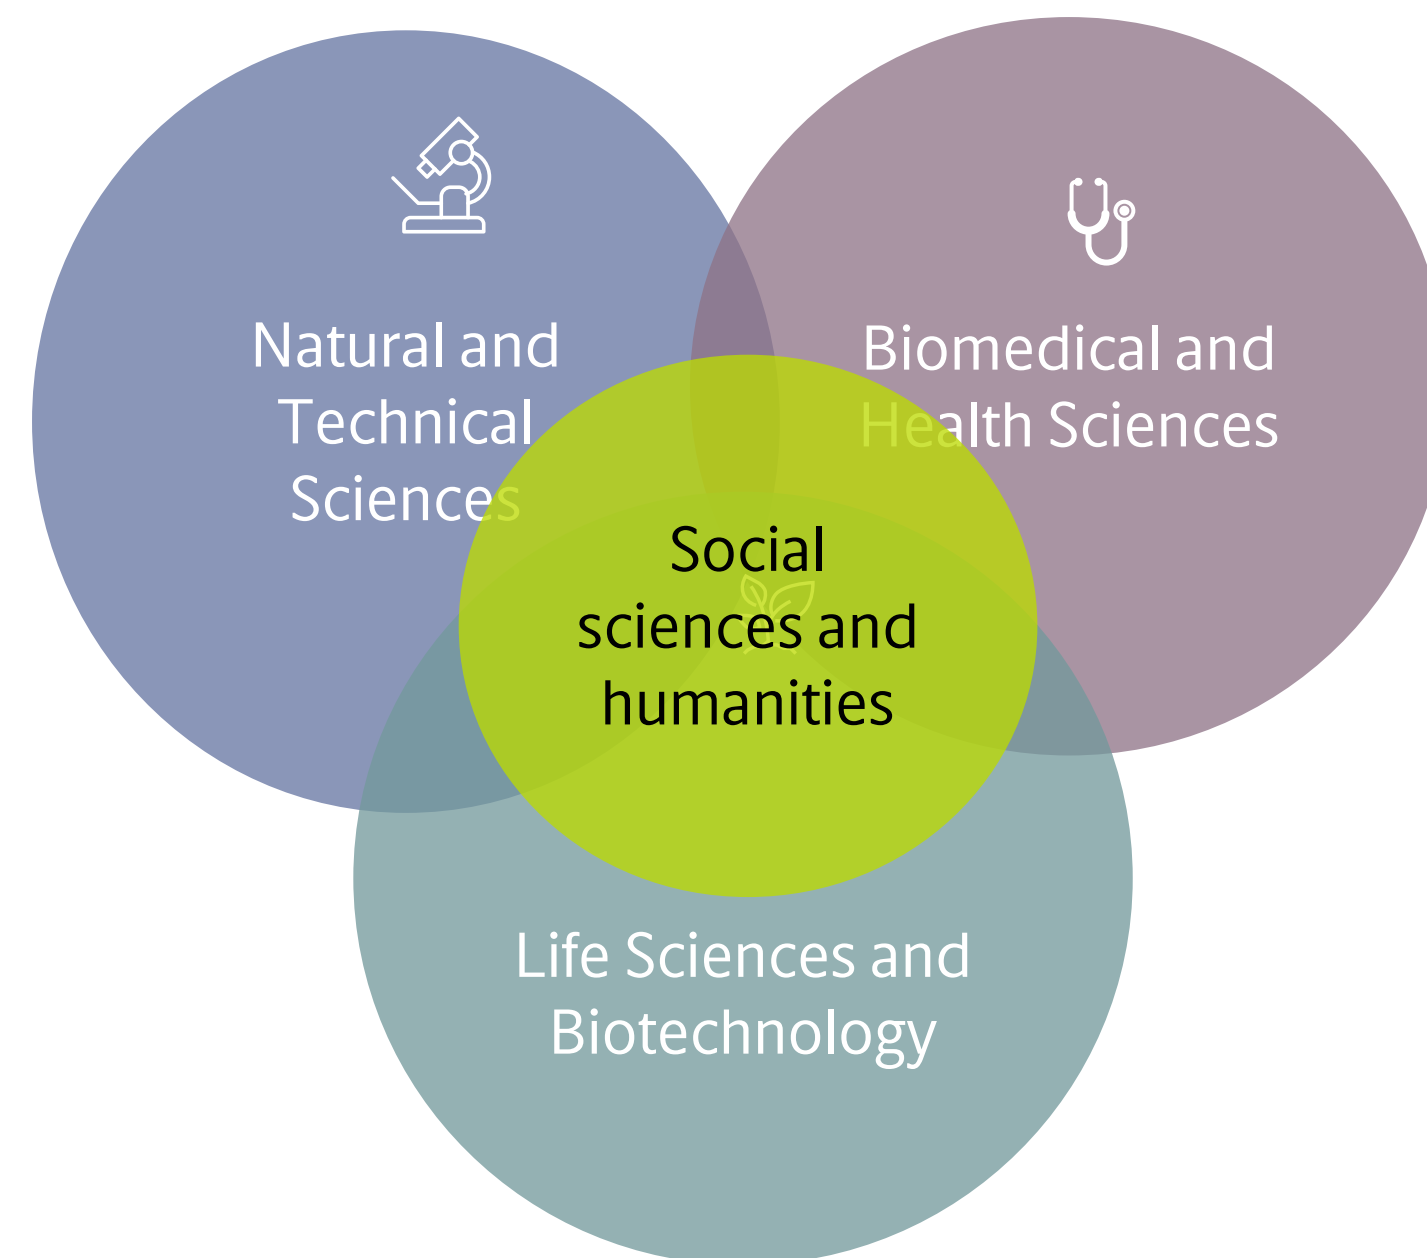 Natural and
Technical
Sciences
Biomedical and
Health Sciences
Social
sciences and
humanities
Life Sciences and
Biotechnology